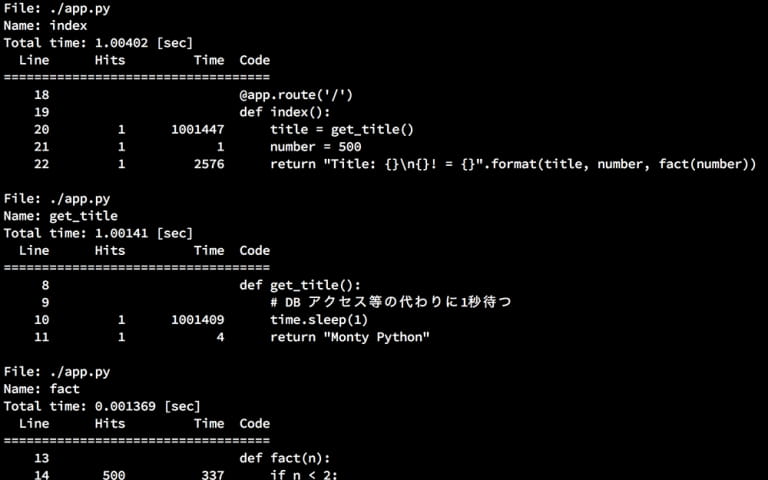 File: ./app.py
Name: index
Total time: 1.00402 [sec]
  Line      Hits         Time  Code
===================================
    18                         @app.route('/')
    19                         def index():
    20         1      1001447      title = get_title()
    21         1            1      number = 500
    22         1         2576      return "Title: {}\n{}! = {}".format(title, number, fact(number))

File: ./app.py
Name: get_title
Total time: 1.00141 [sec]
  Line      Hits         Time  Code
===================================
     8                         def get_title():
     9                             # DB アクセス等の代わりに1秒待つ
    10         1      1001409      time.sleep(1)
    11         1            4      return "Monty Python"

File: ./app.py
Name: fact
Total time: 0.001369 [sec]
  Line      Hits         Time  Code
===================================
    13                         def fact(n):
    14       500          337      if n < 2: